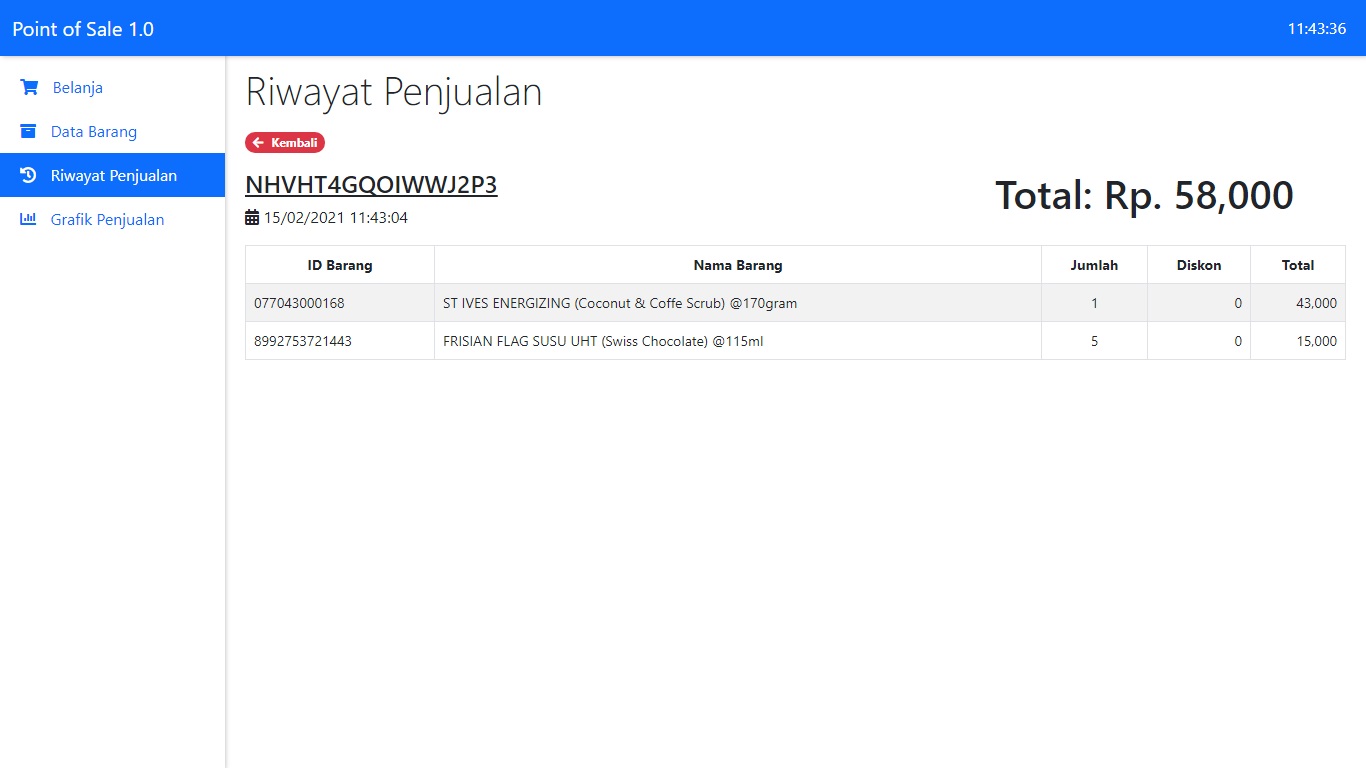 Point of Sale 1.0 11:43:36
Belanja
Data Barang
Riwayat Penjualan
Grafik Penjualan
Riwayat Penjualan
Kembali
NHVHT4GQOIWWJ2P3
15/02/2021 11:43:04
Total: Rp. 58,000
ID Barang Nama Barang Jumlah Diskon Total
077043000168 ST IVES ENERGIZING (Coconut & Coffe Scrub) @170gram 1 0 43,000
8992753721443 FRISIAN FLAG SUSU UHT (Swiss Chocolate) @115ml 5 0 15,000